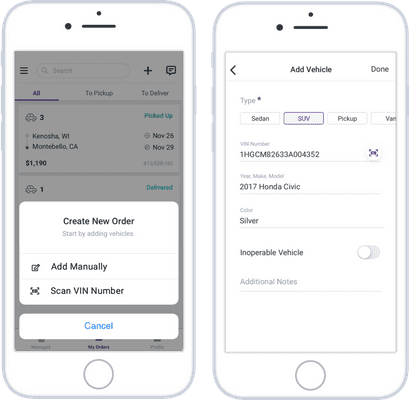 Search
All
To Pickup
To Deliver
3
Picked Up
Kenosha, WI
Nov 26
Montebello, CA
Nov 29
$1,190
1
Delivered
Create New Order
Start by adding vehicles.
Add Manually
Scan VIN Number
Cancel
Managed
My Orders
Profile
Add Vehicle
Done
Type *
Sedan
SUV
Pickup
Van
VIN Number
1HGCM82633A004352
Year, Make, Model
2017 Honda Civic
Color
Silver
Inoperable Vehicle
Additional Notes